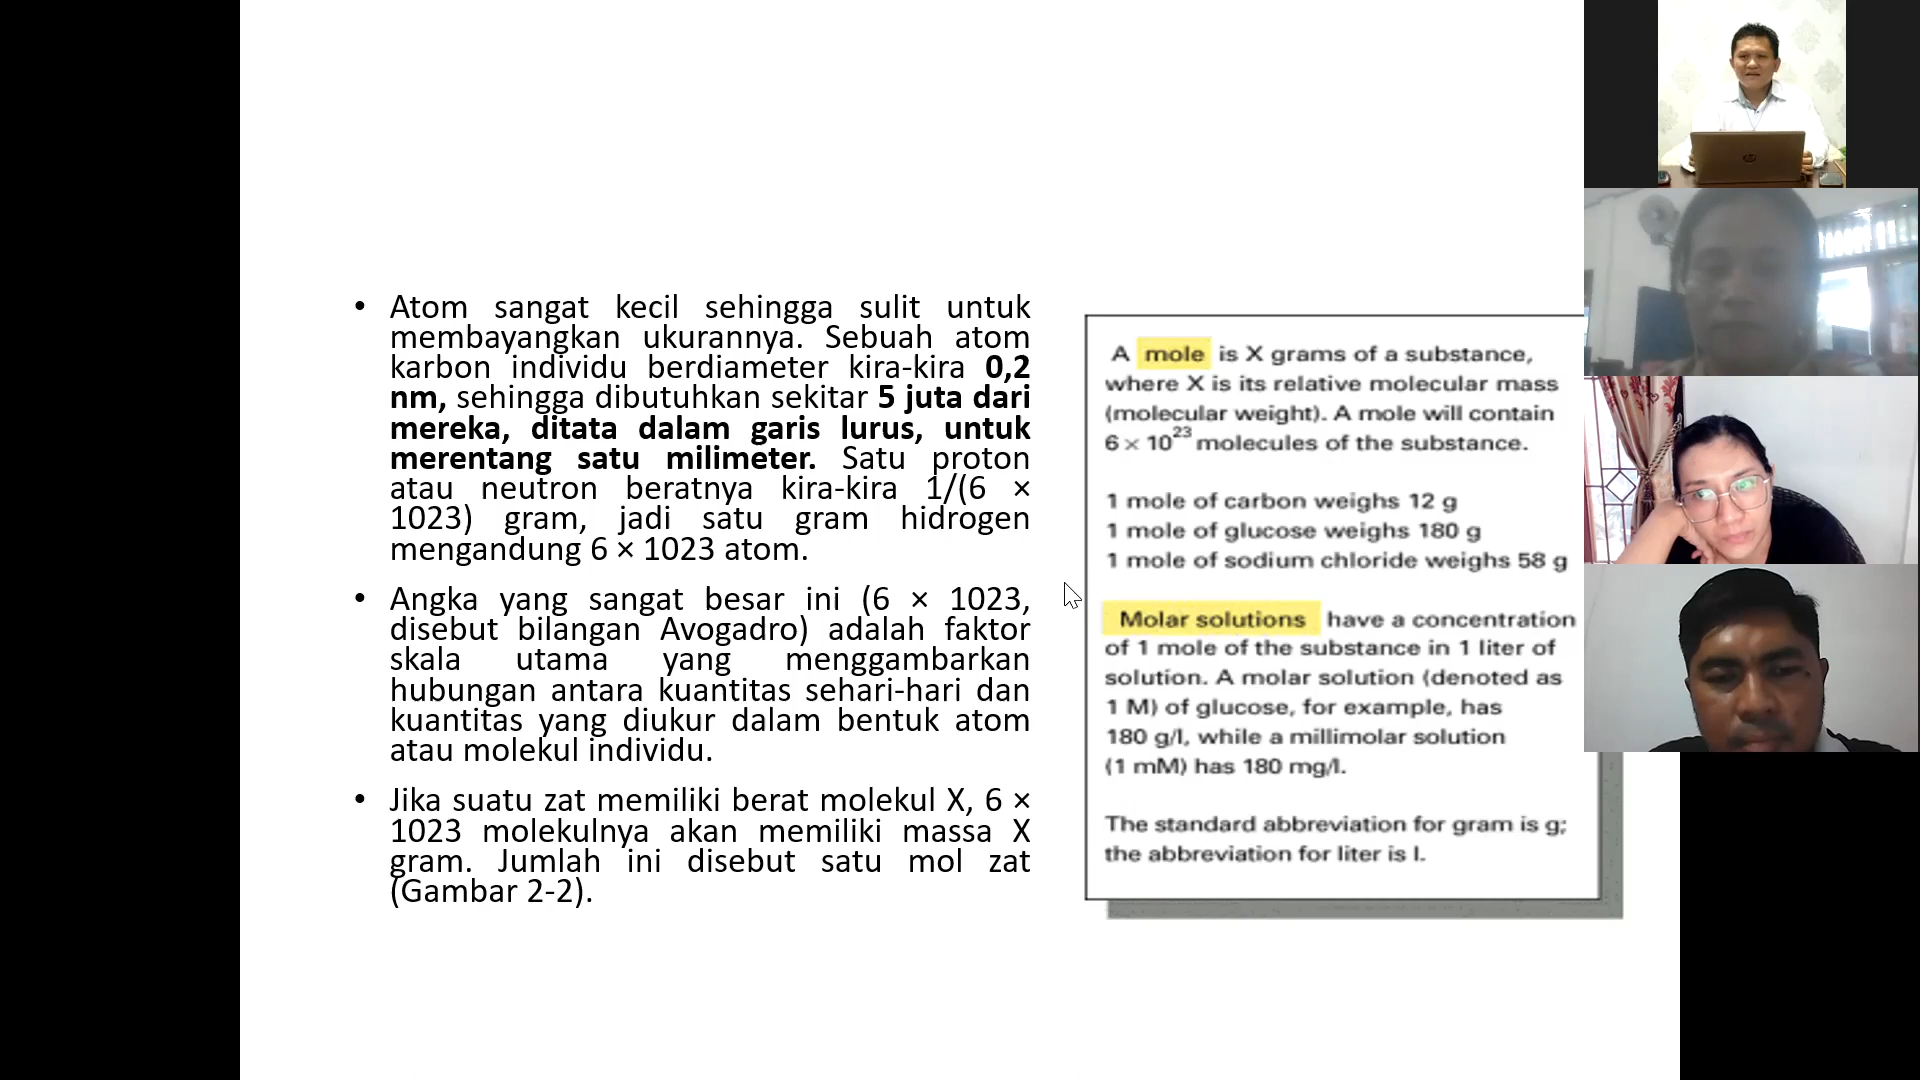 • Atom sangat kecil sehingga sulit untuk
membayangkan ukurannya. Sebuah atom
karbon individu berdiameter kira-kira 0,2
nm, sehingga dibutuhkan sekitar 5 juta dari
mereka, ditata dalam garis lurus, untuk
merentang satu milimeter. Satu proton
atau neutron beratnya kira-kira 1/(6 ×
1023) gram, jadi satu gram hidrogen
mengandung 6 × 1023 atom.
• Angka yang sangat besar ini (6 × 1023,
disebut bilangan Avogadro) adalah faktor
skala utama yang menggambarkan
hubungan antara kuantitas sehari-hari dan
kuantitas yang diukur dalam bentuk atom
atau molekul individu.
• Jika suatu zat memiliki berat molekul X, 6 ×
1023 molekulnya akan memiliki massa X
gram. Jumlah ini disebut satu mol zat
(Gambar 2-2).
A mole is X grams of a substance,
where X is its relative molecular mass
(molecular weight). A mole will contain
6 × 10²³ molecules of the substance.
1 mole of carbon weighs 12 g
1 mole of glucose weighs 180 g
1 mole of sodium chloride weighs 58 g
Molar solutions have a concentration
of 1 mole of the substance in 1 liter of
solution. A molar solution (denoted as
1 M) of glucose, for example, has
180 g/l, while a millimolar solution
(1 mM) has 180 mg/l.
The standard abbreviation for gram is g;
the abbreviation for liter is l.